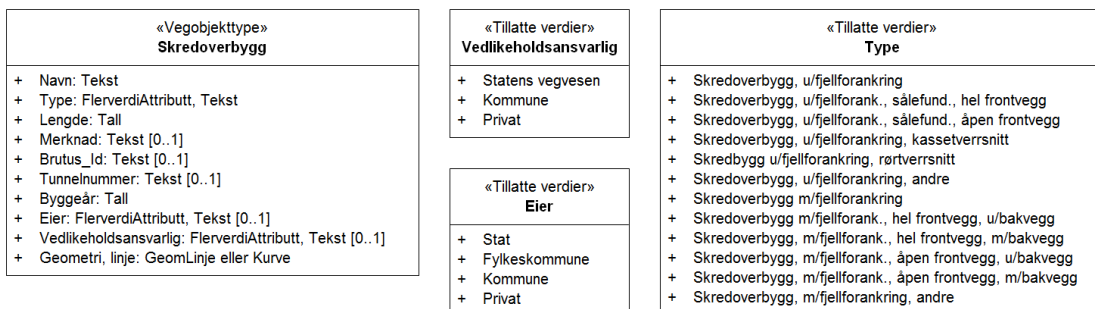 «Vegobjekttype»
Skredoverbygg
+ Navn: Tekst
+ Type: FlerverdiAttributt, Tekst
+ Lengde: Tall
+ Merknad: Tekst [0..1]
+ Brutus_Id: Tekst [0..1]
+ Tunnelnummer: Tekst [0..1]
+ Byggeår: Tall
+ Eier: FlerverdiAttributt, Tekst [0..1]
+ Vedlikeholdsansvarlig: FlerverdiAttributt, Tekst [0..1]
+ Geometri, linje: GeomLinje eller Kurve
«Tillatte verdier»
Vedlikeholdsansvarlig
+ Statens vegvesen
+ Kommune
+ Privat
«Tillatte verdier»
Eier
+ Stat
+ Fylkeskommune
+ Kommune
+ Privat
«Tillatte verdier»
Type
+ Skredoverbygg, u/fjellforankring
+ Skredoverbygg, u/fjellforank., sålefund., hel frontvegg
+ Skredoverbygg, u/fjellforank., sålefund., åpen frontvegg
+ Skredoverbygg, u/fjellforankring, kassetverrsnitt
+ Skredbygg u/fjellforankring, rørtverrsnitt
+ Skredoverbygg, u/fjellforankring, andre
+ Skredoverbygg m/fjellforankring
+ Skredoverbygg m/fjellforank., hel frontvegg, u/bakvegg
+ Skredoverbygg, m/fjellforank., hel frontvegg, m/bakvegg
+ Skredoverbygg, m/fjellforank., åpen frontvegg, u/bakvegg
+ Skredoverbygg, m/fjellforank., åpen frontvegg, m/bakvegg
+ Skredoverbygg, m/fjellforankring, andre